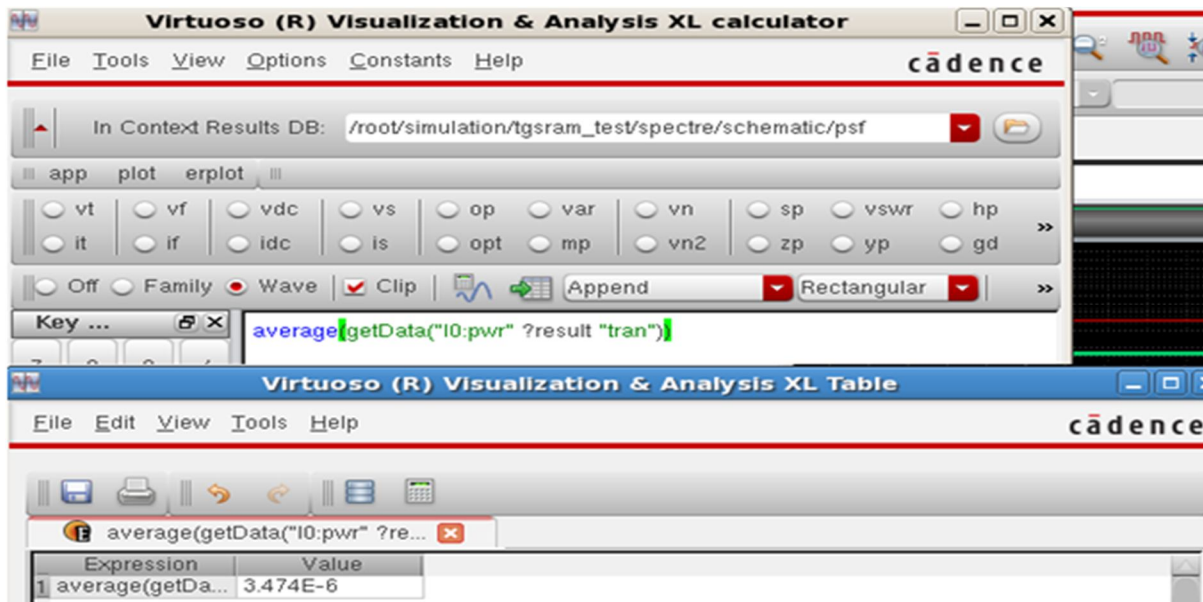 Virtuoso (R) Visualization & Analysis XL calculator
File Tools View Options Constants Help cādence
In Context Results DB: /root/simulation/tgsram_test/spectre/schematic/psf
app plot erplot
vt vf vdc vs op var vn sp vswr hp »
it if idc is opt mp vn2 zp yp gd
Off Family Wave Clip Append Rectangular »
Key ... average(getData("I0:pwr" ?result "tran"))
Virtuoso (R) Visualization & Analysis XL Table
File Edit View Tools Help cādence
average(getData("I0:pwr" ?re...
Expression Value
1 average(getDa... 3.474E-6